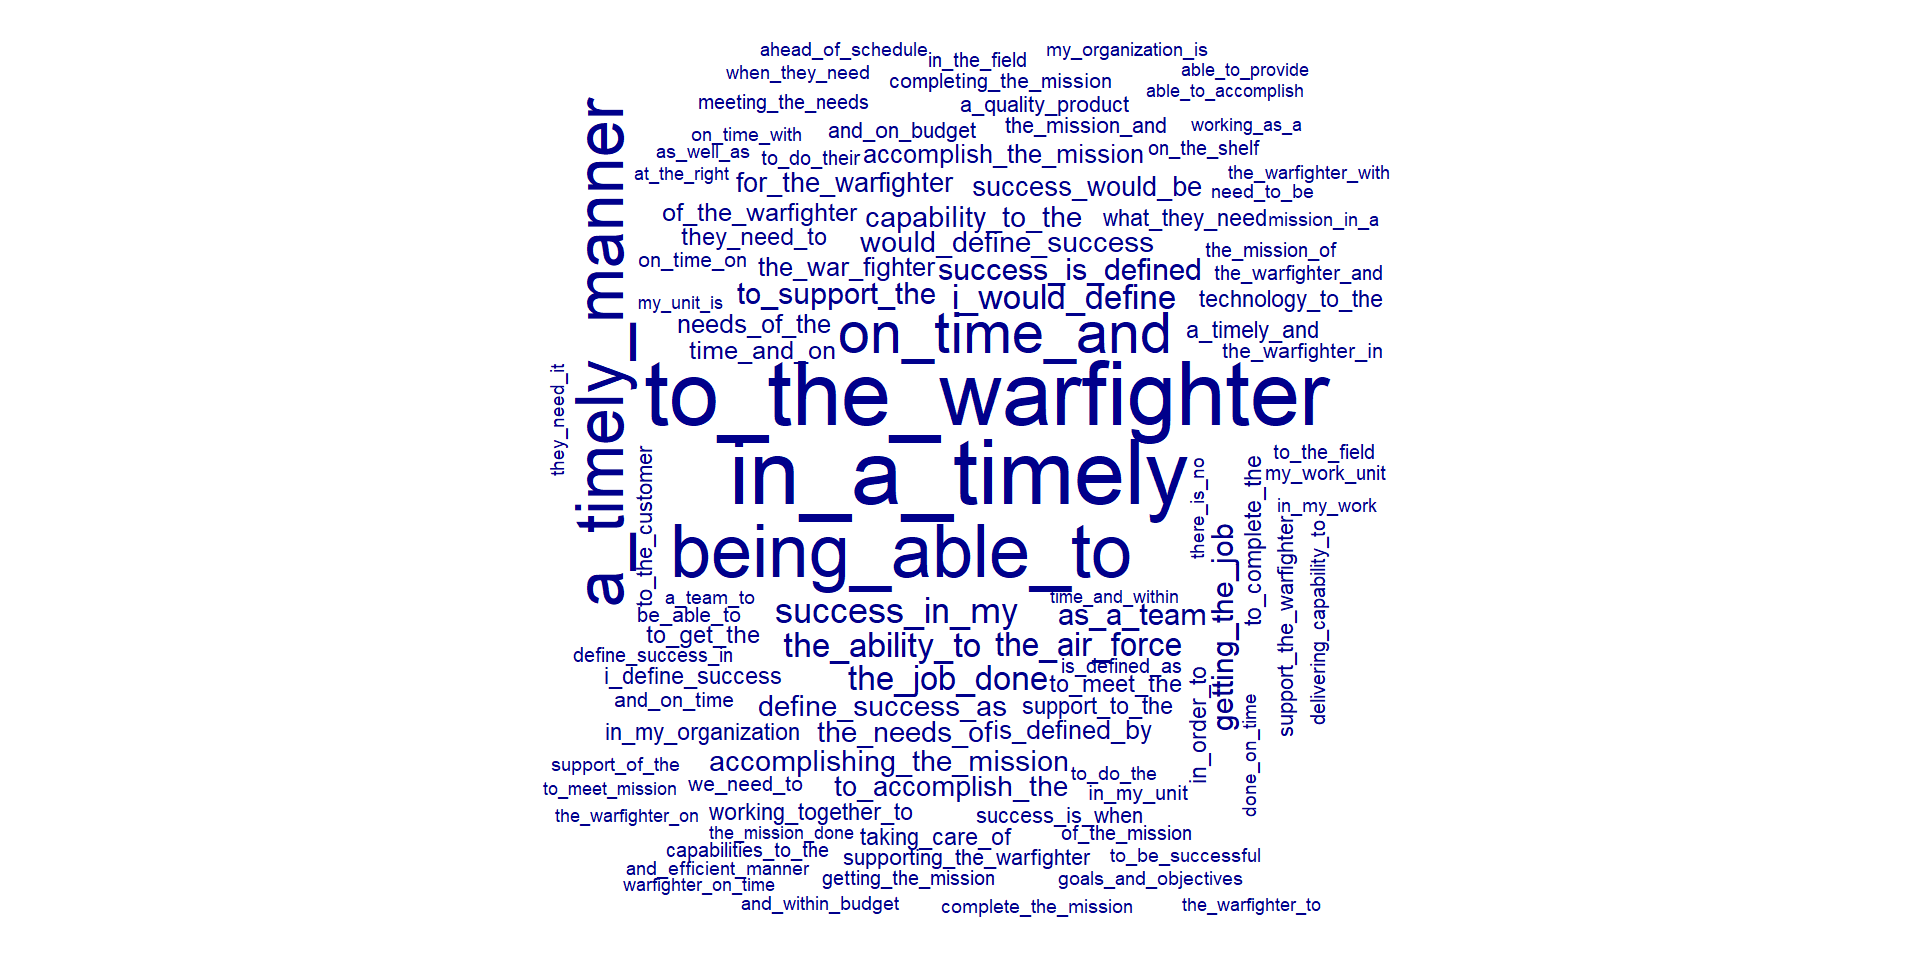 ahead_of_schedule
in_the_field
my_organization_is
when_they_need
completing_the_mission
able_to_provide
able_to_accomplish
meeting_the_needs
a_quality_product
on_time_with
and_on_budget
the_mission_and
working_as_a
as_well_as
to_do_their
accomplish_the_mission
on_the_shelf
at_the_right
for_the_warfighter
success_would_be
the_warfighter_with
need_to_be
of_the_warfighter
capability_to_the
what_they_need
mission_in_a
they_need_to
would_define_success
the_mission_of
on_time_on
the_war_fighter
success_is_defined
the_warfighter_and
my_unit_is
to_support_the
i_would_define
technology_to_the
needs_of_the
on_time_and
a_timely_and
time_and_on
the_warfighter_in
a_timely_manner
they_need_it
to_the_warfighter
in_a_timely
to_the_field
my_work_unit
in_my_work
there_is_no
to_complete_the
support_the_warfighter
delivering_capability_to
getting_the_job
to_the_customer
being_able_to
a_team_to
be_able_to
success_in_my
time_and_within
as_a_team
to_get_the
the_ability_to
the_air_force
define_success_in
is_defined_as
i_define_success
the_job_done
to_meet_the
in_order_to
done_on_time
and_on_time
define_success_as
support_to_the
in_my_organization
the_needs_of
is_defined_by
support_of_the
accomplishing_the_mission
to_do_the
to_meet_mission
we_need_to
to_accomplish_the
in_my_unit
the_warfighter_on
working_together_to
success_is_when
the_mission_done
taking_care_of
of_the_mission
capabilities_to_the
supporting_the_warfighter
to_be_successful
and_efficient_manner
warfighter_on_time
getting_the_mission
goals_and_objectives
and_within_budget
complete_the_mission
the_warfighter_to